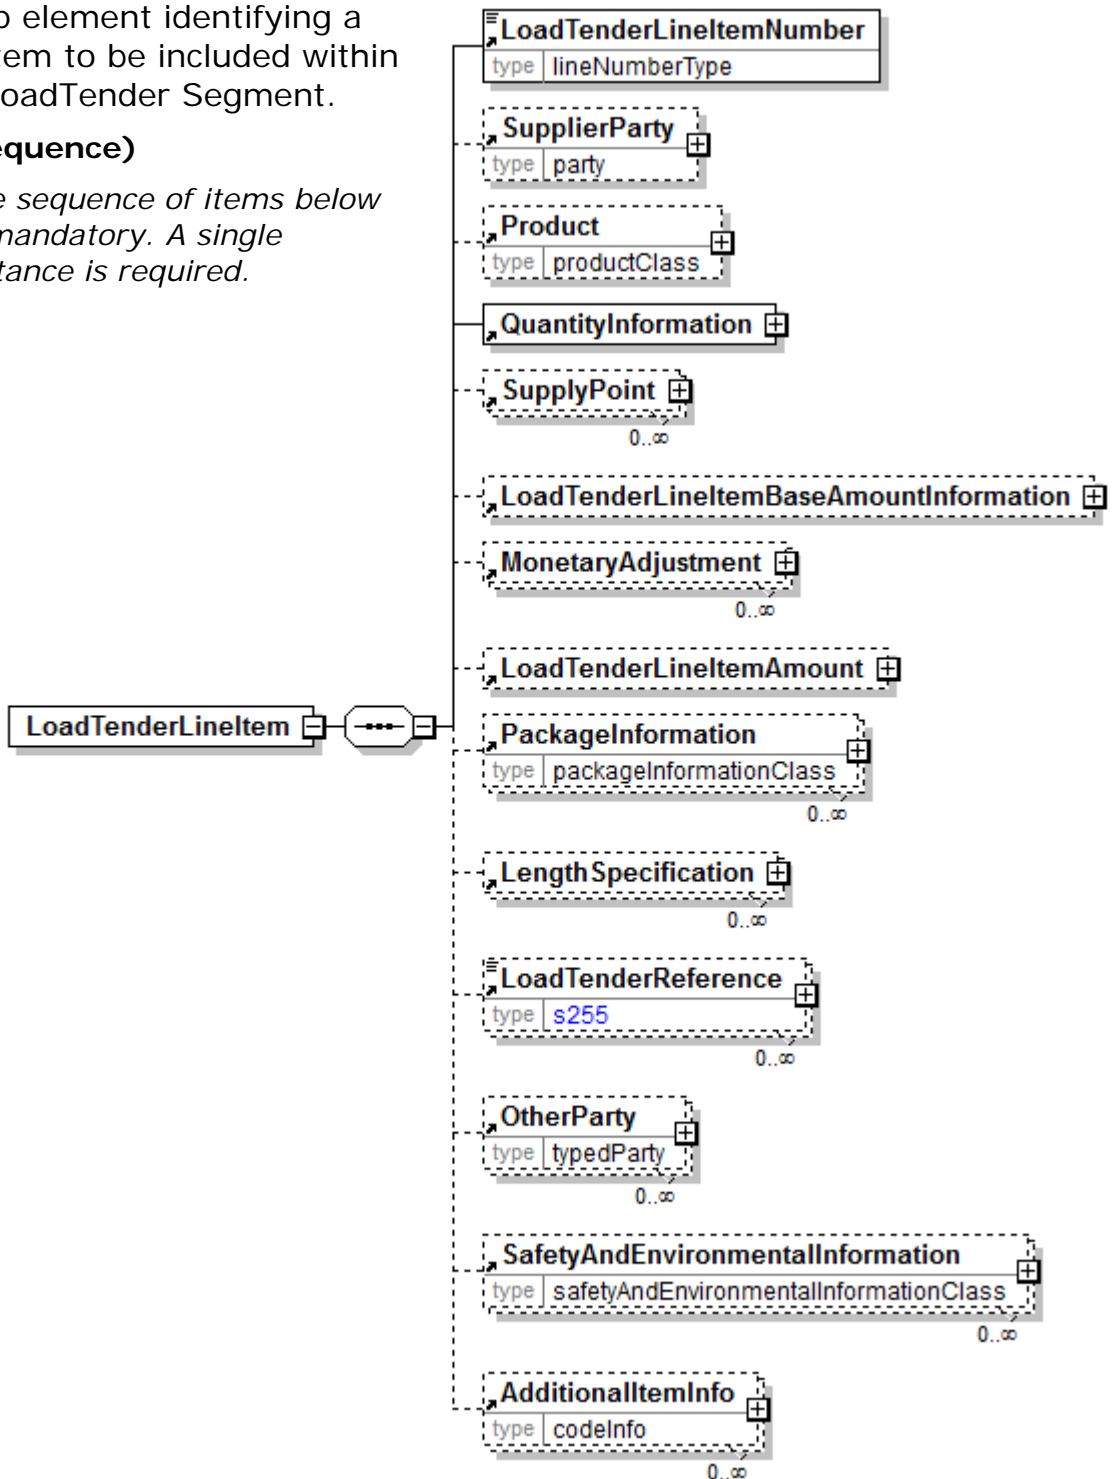 p element identifying a
tem to be included within
oadTender Segment.
equence)
e sequence of items below
mandatory. A single
tance is required.
LoadTenderLineItemNumber
type lineNumberType
SupplierParty
type party
Product
type productClass
QuantityInformation
SupplyPoint
0..∞
LoadTenderLineItemBaseAmountInformation
MonetaryAdjustment
0..∞
LoadTenderLineItemAmount
LoadTenderLineItem
PackageInformation
type packageInformationClass
0..∞
LengthSpecification
0..∞
LoadTenderReference
type s255
0..∞
OtherParty
type typedParty
0..∞
SafetyAndEnvironmentalInformation
type safetyAndEnvironmentalInformationClass
0..∞
AdditionalItemInfo
type codeInfo
0..∞